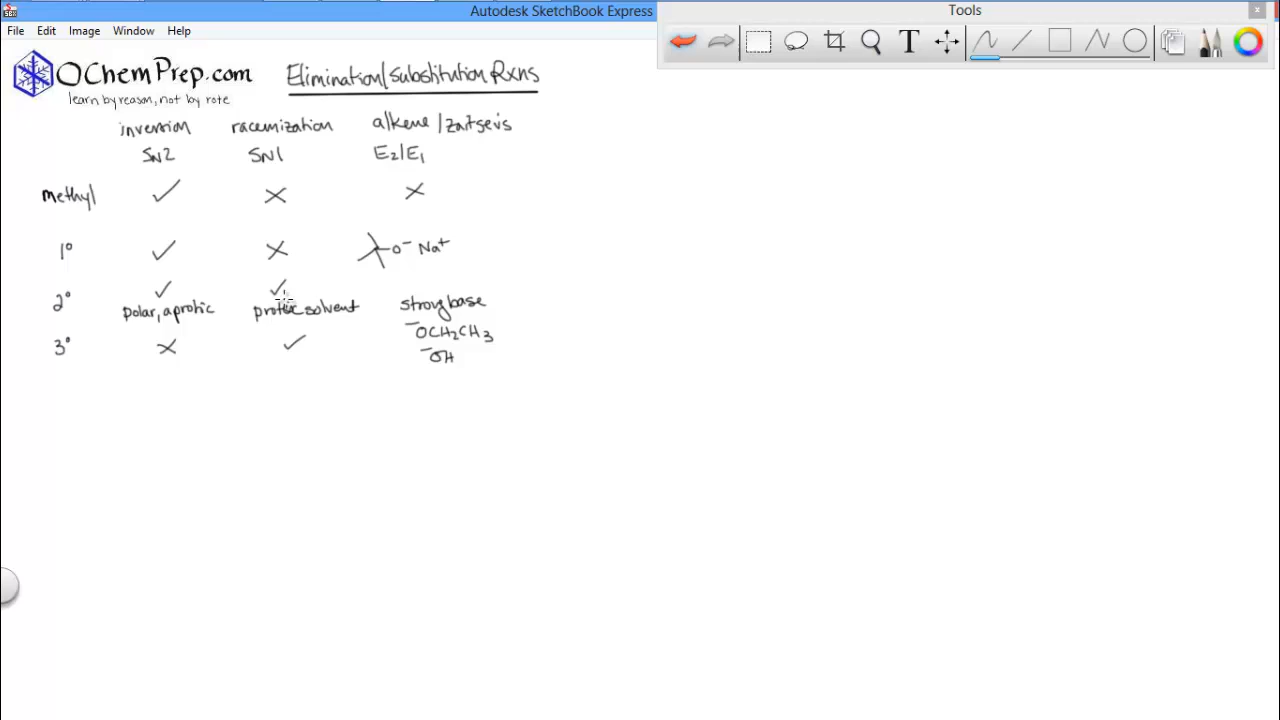 Autodesk SketchBook Express
Tools
File Edit Image Window Help
OChemPrep.com
learn by reason, not by rote
Elimination/Substitution Rxns
inversion racemization alkene/zaitsev's
SN2 SN1 E2/E1
methyl ✓ X X
1° ✓ X O⁻ Na⁺
✓ ✓
2° polar, aprotic protic solvent strong base
⁻OCH2CH3
3° X ✓
⁻OH